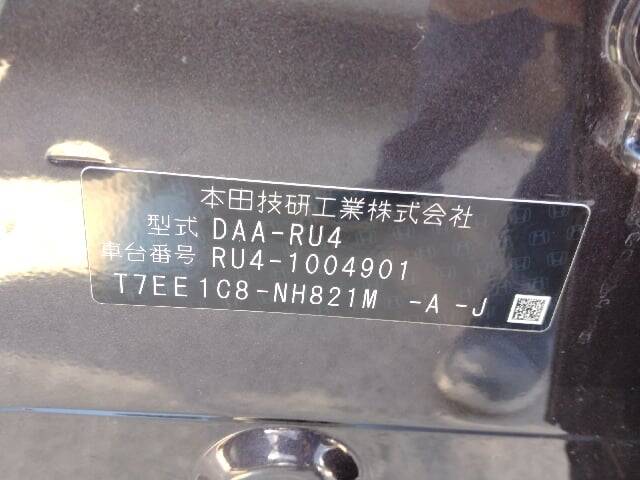 本田技研工業株式会社
型式 DAA-RU4
車台番号 RU4-1004901
T7EE1C8-NH821M -A -J